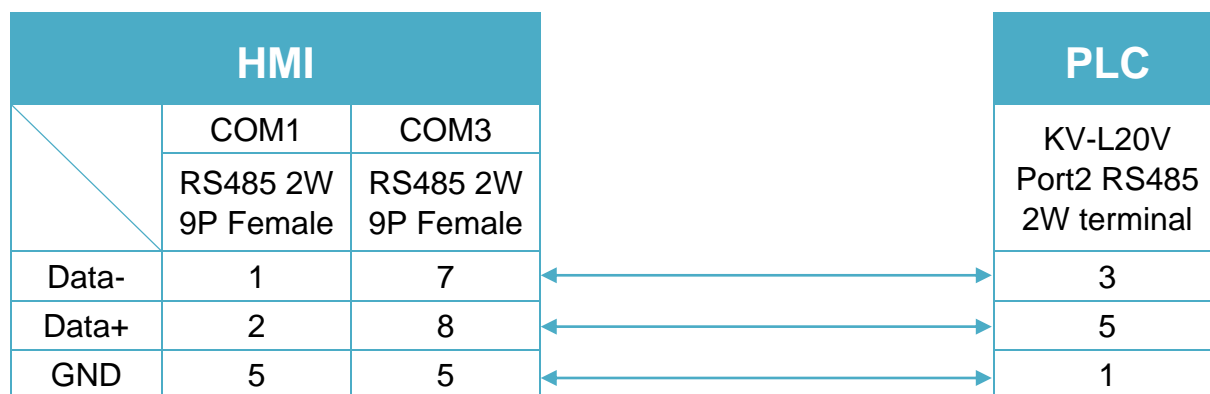 HMI
PLC
COM1 COM3
KV-L20V
Port2 RS485
2W terminal
RS485 2W
9P Female
RS485 2W
9P Female
Data- 1 7 3
Data+ 2 8 5
GND 5 5 1